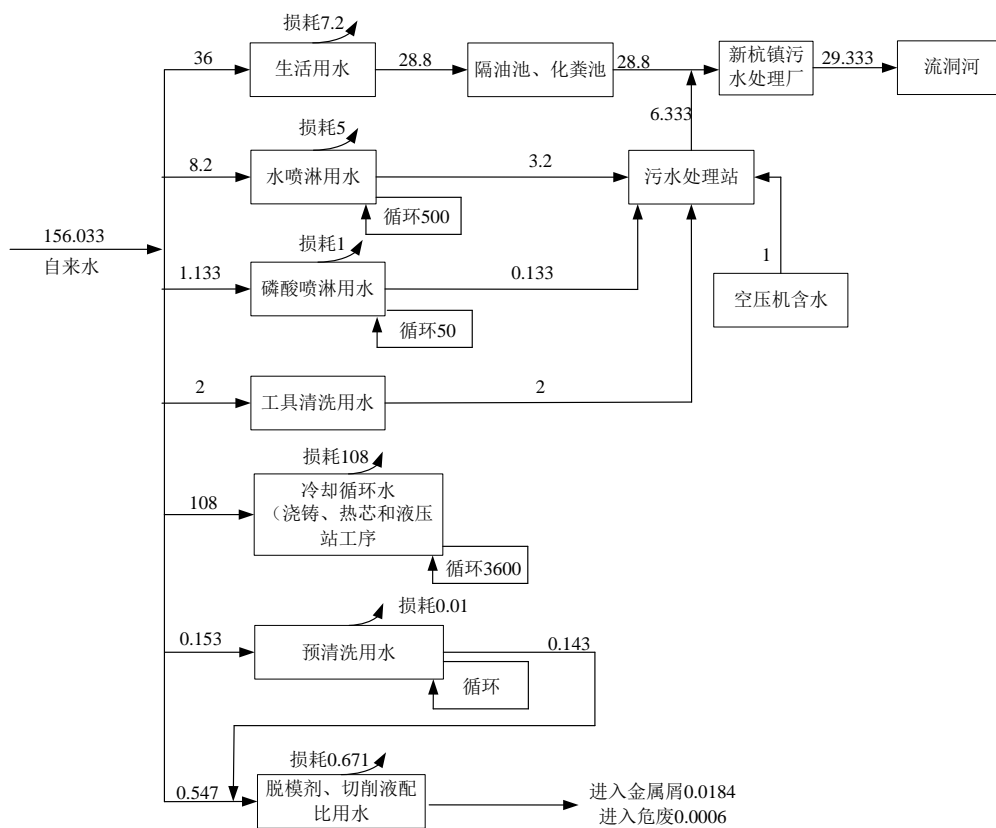 损耗7.2
36
生活用水
28.8
隔油池、化粪池
28.8
新杭镇污
水处理厂
29.333
流洞河
6.333
损耗5
8.2
水喷淋用水
3.2
污水处理站
循环500
156.033
自来水
损耗1
1.133
磷酸喷淋用水
0.133
1
空压机含水
循环50
2
工具清洗用水
2
损耗108
108
冷却循环水
（浇铸、热芯和液压
站工序
循环3600
损耗0.01
0.153
预清洗用水
0.143
循环
损耗0.671
0.547
脱模剂、切削液配
比用水
进入金属屑0.0184
进入危废0.0006